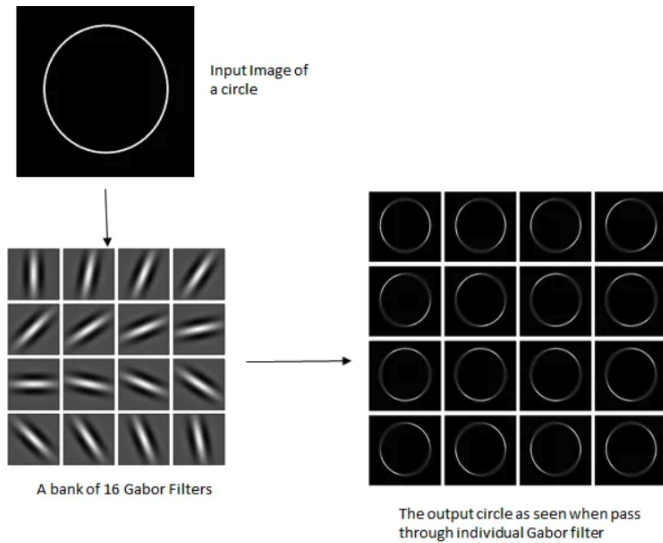 Input Image of
a circle
A bank of 16 Gabor Filters
The output circle as seen when pass
through individual Gabor filter